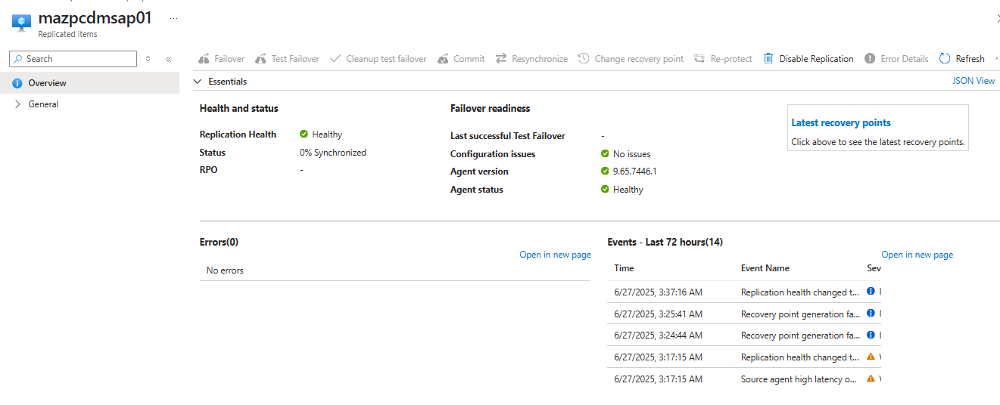 mazpcdmsap01 ...
Replicated items
Search
Overview
General
Failover Test Failover Cleanup test failover Commit Resynchronize Change recovery point Re-protect Disable Replication Error Details Refresh
Essentials JSON View
Health and status
Replication Health Healthy
Status 0% Synchronized
RPO -
Failover readiness
Last successful Test Failover -
Configuration issues No issues
Agent version 9.65.7446.1
Agent status Healthy
Latest recovery points
Click above to see the latest recovery points.
Errors(0)
Open in new page
No errors
Events - Last 72 hours(14)
Open in new page
Time Event Name Sev
6/27/2025, 3:37:16 AM Replication health changed t...
6/27/2025, 3:25:41 AM Recovery point generation fa...
6/27/2025, 3:24:44 AM Recovery point generation fa...
6/27/2025, 3:17:15 AM Replication health changed t...
6/27/2025, 3:17:15 AM Source agent high latency o...